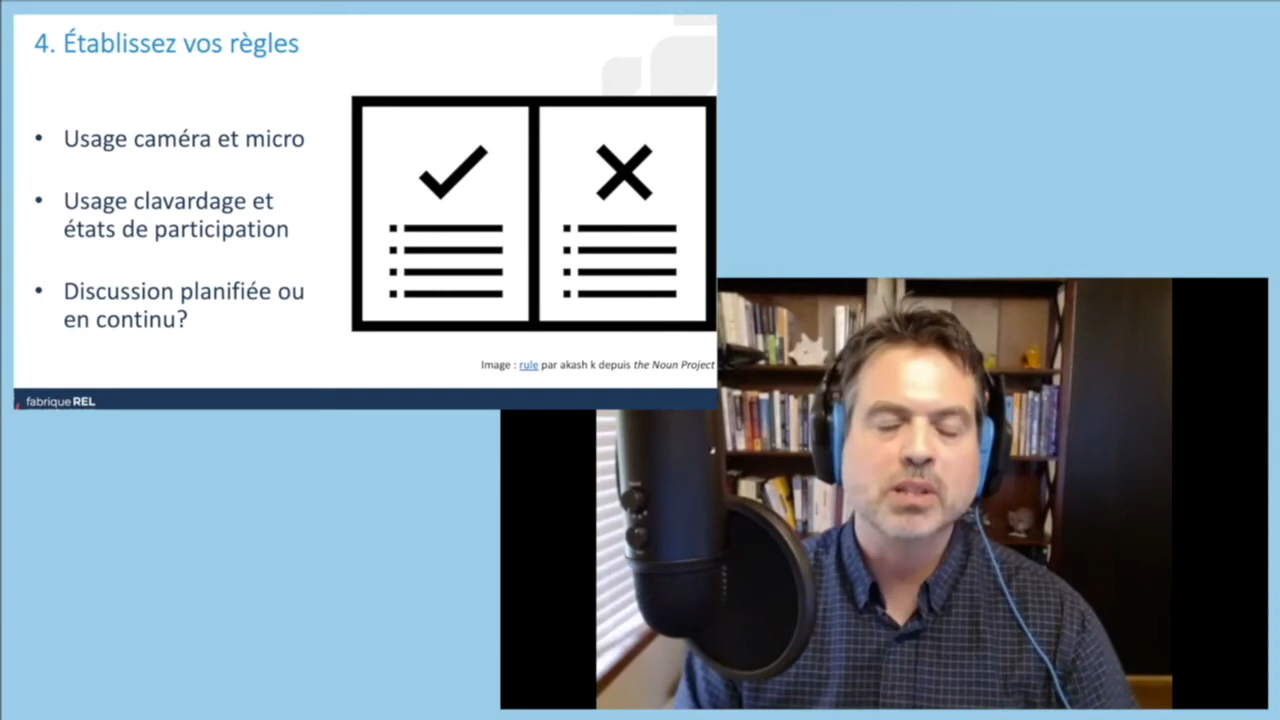 4. Établissez vos règles
• Usage caméra et micro
• Usage clavardage et
états de participation
• Discussion planifiée ou
en continu?
Image : rule par akash k depuis the Noun Project
fabrique REL